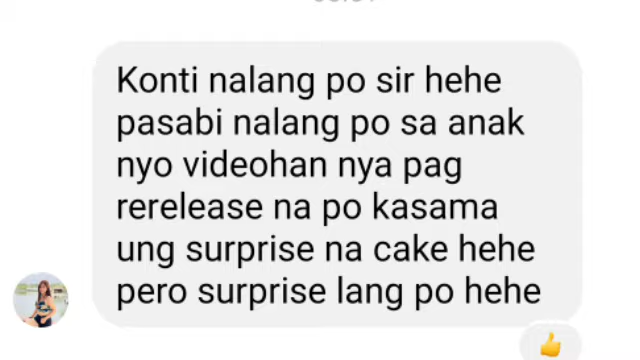 Konti nalang po sir hehe
pasabi nalang po sa anak
nyo videohan nya pag
rerelease na po kasama
ung surprise na cake hehe
pero surprise lang po hehe